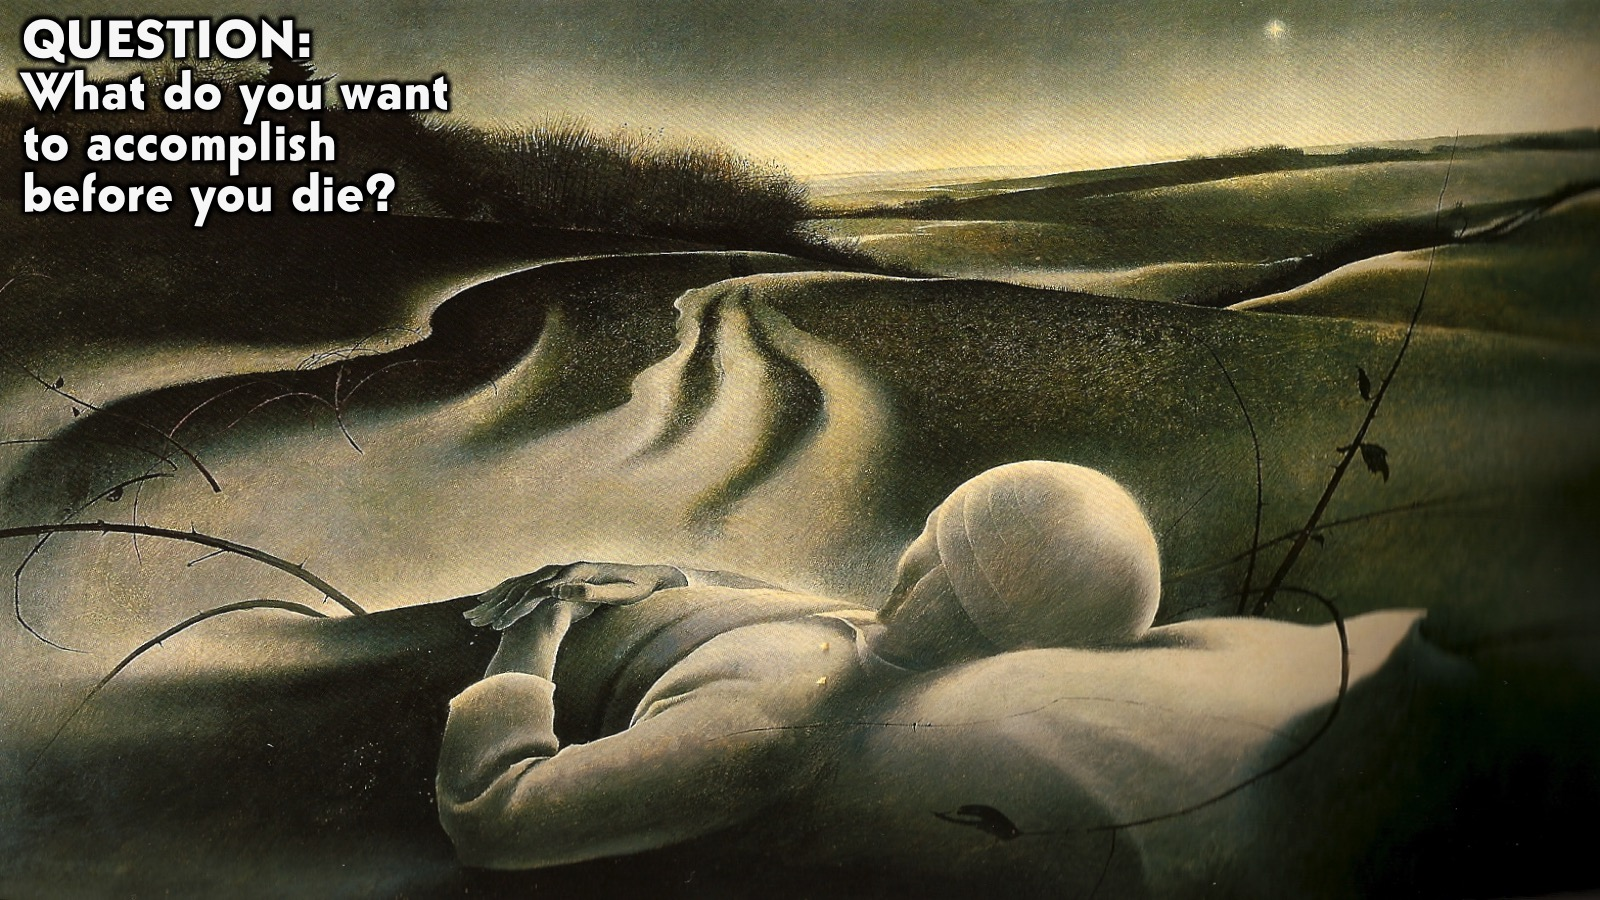 QUESTION:
What do you want
to accomplish
before you die?